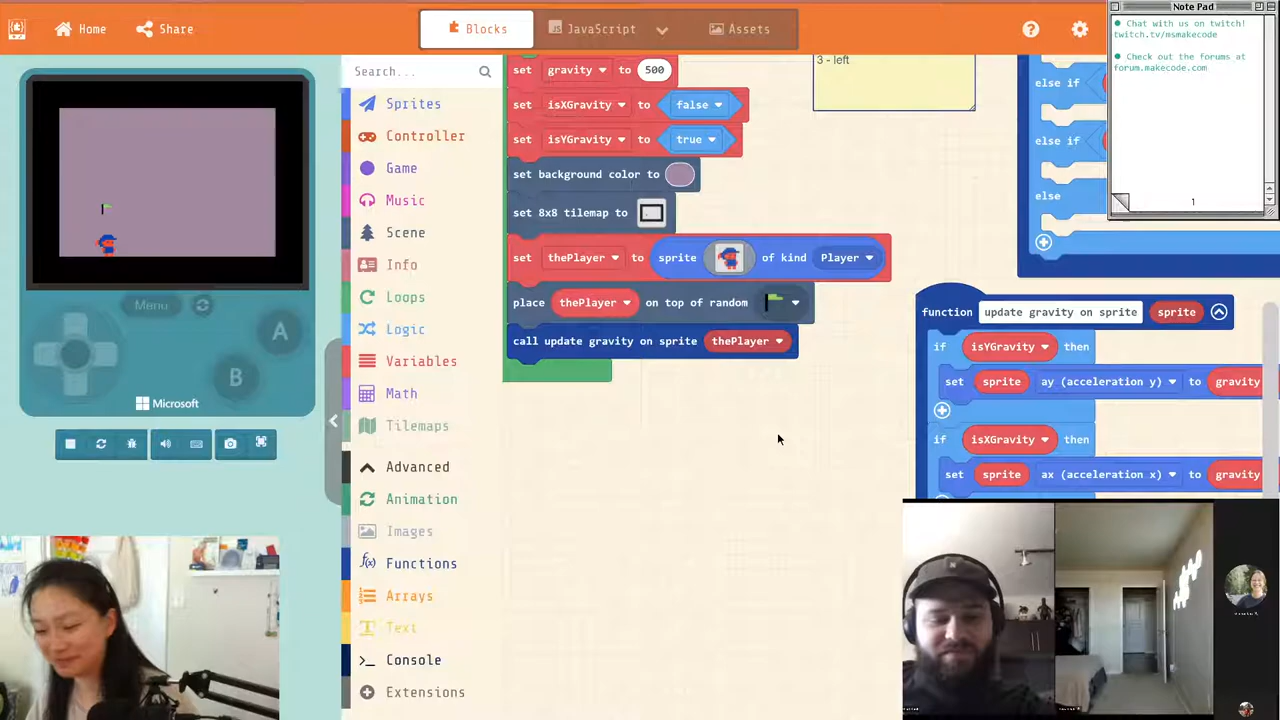 Home
Share
Blocks
JavaScript
Assets
Note Pad
Chat with us on twitch!
twitch.tv/msmakecode
Check out the forums at
forum.makecode.com
1
Menu
A
B
Microsoft
Search...
Sprites
Controller
Game
Music
Scene
Info
Loops
Logic
Variables
Math
Tilemaps
Advanced
Animation
Images
Functions
Arrays
Text
Console
Extensions
set gravity to 500
set isXGravity to false
set isYGravity to true
set background color to
set 8x8 tilemap to
set thePlayer to sprite of kind Player
place thePlayer on top of random
call update gravity on sprite thePlayer
3 - left
else if
else if
else
function update gravity on sprite sprite
if isYGravity then
set sprite ay (acceleration y) to gravity
if isXGravity then
set sprite ax (acceleration x) to gravity